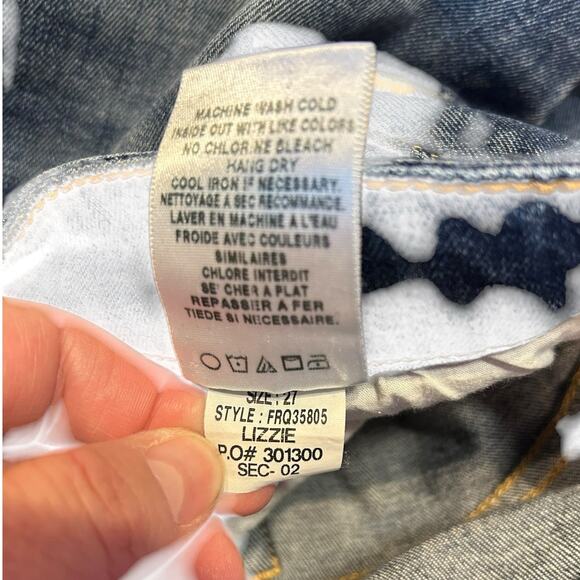 MACHINE WASH COLD
INSIDE OUT WITH LIKE COLORS
NO CHLORINE BLEACH
HANG DRY
COOL IRON IF NECESSARY.
NETTOYAGE A SEC RECOMMANDE.
LAVER EN MACHINE A L'EAU
FROIDE AVEC COULEURS
SIMILAIRES
CHLORE INTERDIT
SE' CHER A PLAT
REPASSIER A FER
TIEDE SI NECESSAIRE.
SIZE : 27
STYLE : FRQ35805
LIZZIE
P.O# 301300
SEC- 02